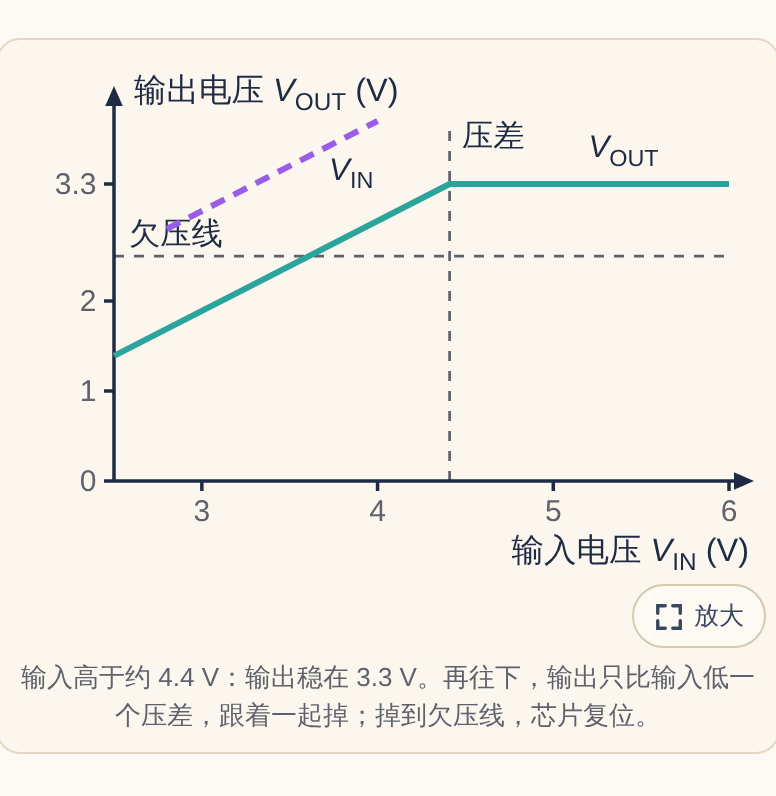 输出电压 VOUT (V)
压差
VOUT
VIN
3.3
欠压线
2
1
0
3
4
5
6
输入电压 VIN (V)
放大
输入高于约 4.4 V：输出稳在 3.3 V。再往下，输出只比输入低一
个压差，跟着一起掉；掉到欠压线，芯片复位。